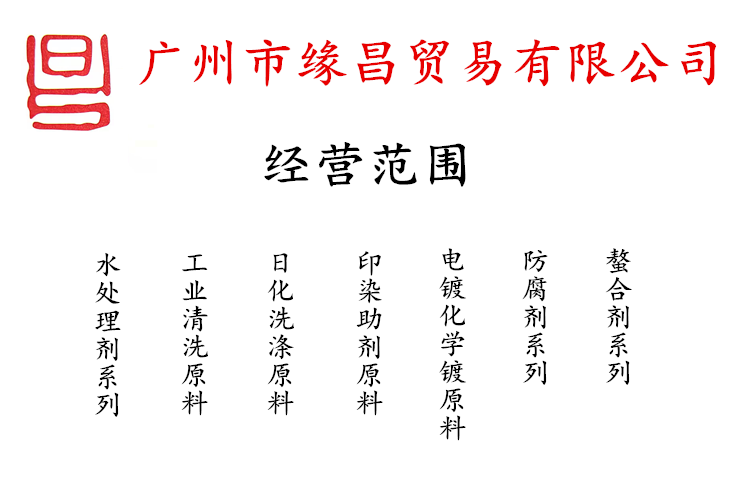 广州市缘昌贸易有限公司
经营范围
水处理剂系列
工业清洗原料
日化洗涤原料
印染助剂原料
电镀化学镀原料
防腐剂系列
螯合剂系列